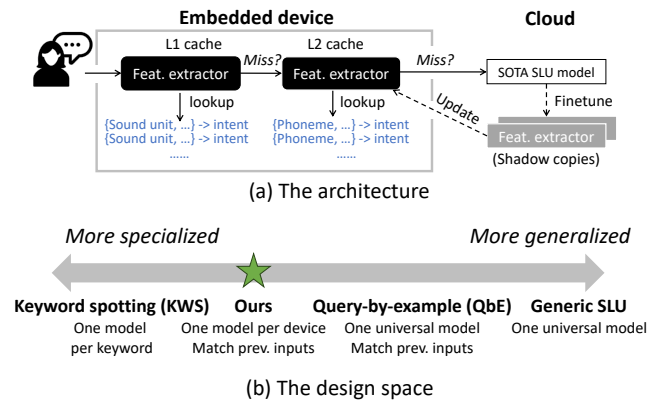 Embedded device
Cloud
L1 cache
L2 cache
Feat. extractor
Miss?
Feat. extractor
Miss?
SOTA SLU model
lookup
lookup
Update
Finetune
{Sound unit, ...} -> intent
{Sound unit, ...} -> intent
......
{Phoneme, ...} -> intent
{Phoneme, ...} -> intent
......
Feat. extractor
(Shadow copies)
(a) The architecture
More specialized
More generalized
Keyword spotting (KWS)
One model
per keyword
Ours
One model per device
Match prev. inputs
Query-by-example (QbE)
One universal model
Match prev. inputs
Generic SLU
One universal model
(b) The design space